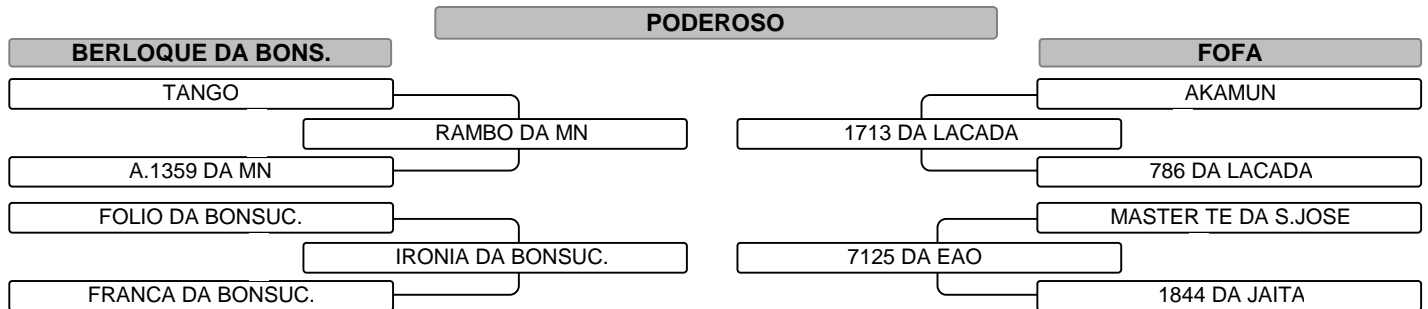 PODEROSO
BERLOQUE DA BONS. FOFA
TANGO AKAMUN
RAMBO DA MN 1713 DA LACADA
A.1359 DA MN 786 DA LACADA
FOLIO DA BONSUC. MASTER TE DA S.JOSE
IRONIA DA BONSUC. 7125 DA EAO
FRANCA DA BONSUC. 1844 DA JAITA